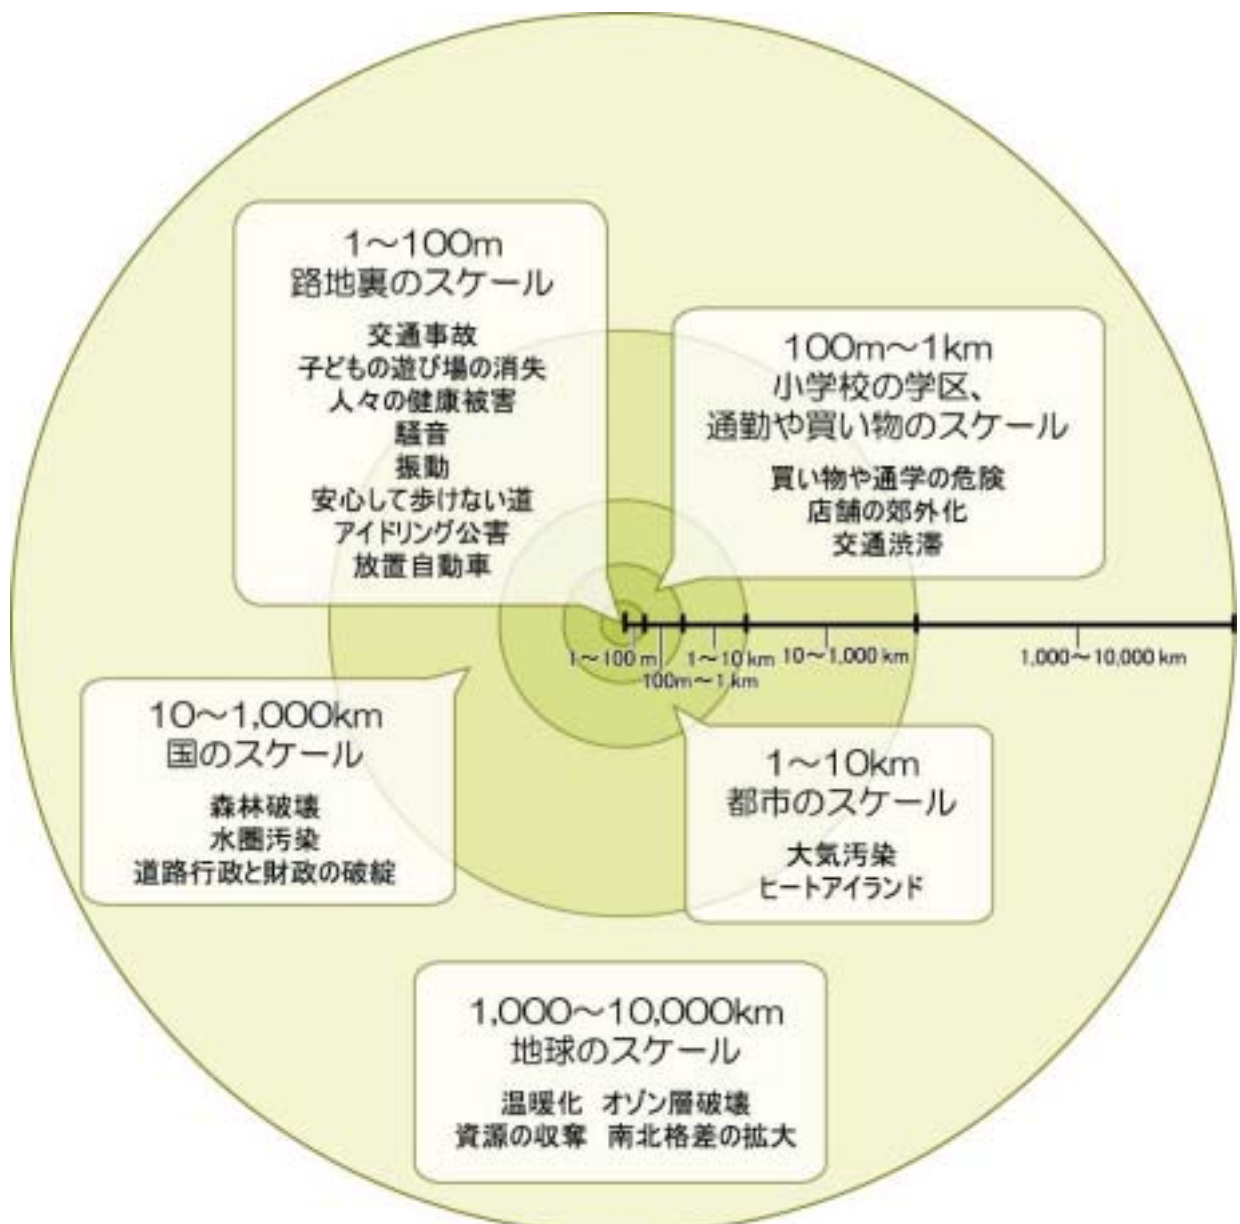 1～100m
路地裏のスケール
交通事故
子どもの遊び場の消失
人々の健康被害
騒音
振動
安心して歩けない道
アイドリング公害
放置自動車
100m～1km
小学校の学区、
通勤や買い物のスケール
買い物や通学の危険
店舗の郊外化
交通渋滞
1～100 m
100m～1 km
1～10 km
10～1,000 km
1,000～10,000 km
10～1,000km
国のスケール
森林破壊
水圏汚染
道路行政と財政の破綻
1～10km
都市のスケール
大気汚染
ヒートアイランド
1,000～10,000km
地球のスケール
温暖化　オゾン層破壊
資源の収奪　南北格差の拡大